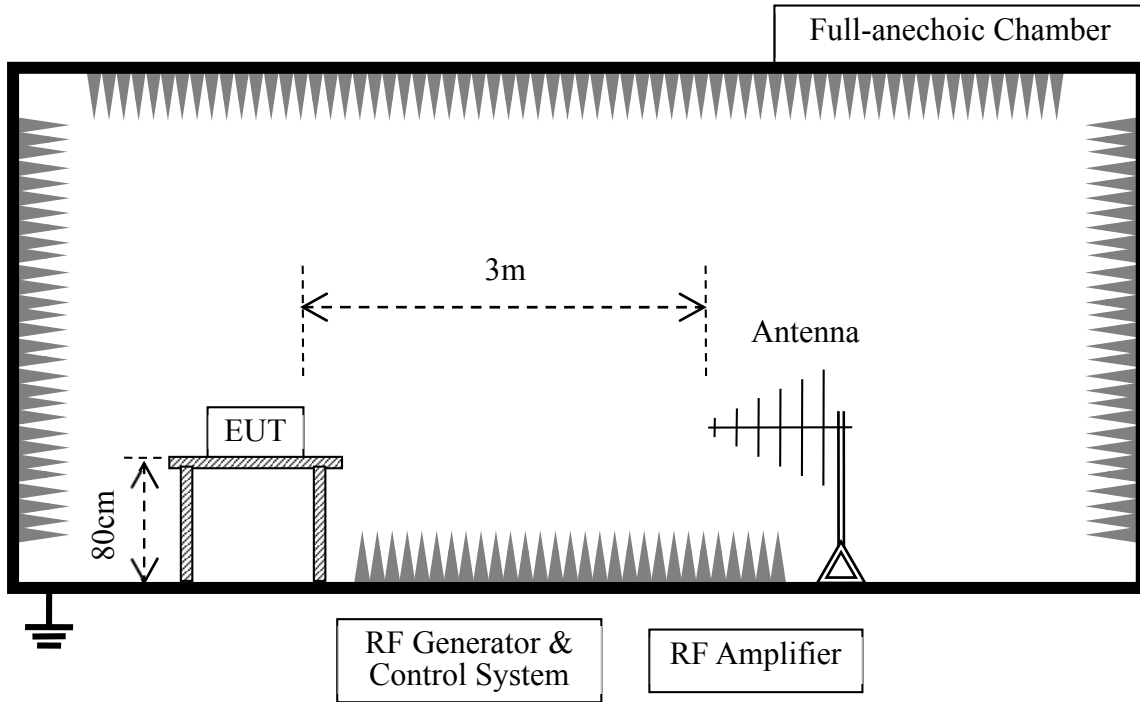 Full-anechoic Chamber
3m
Antenna
EUT
80cm
RF Generator &
Control System
RF Amplifier